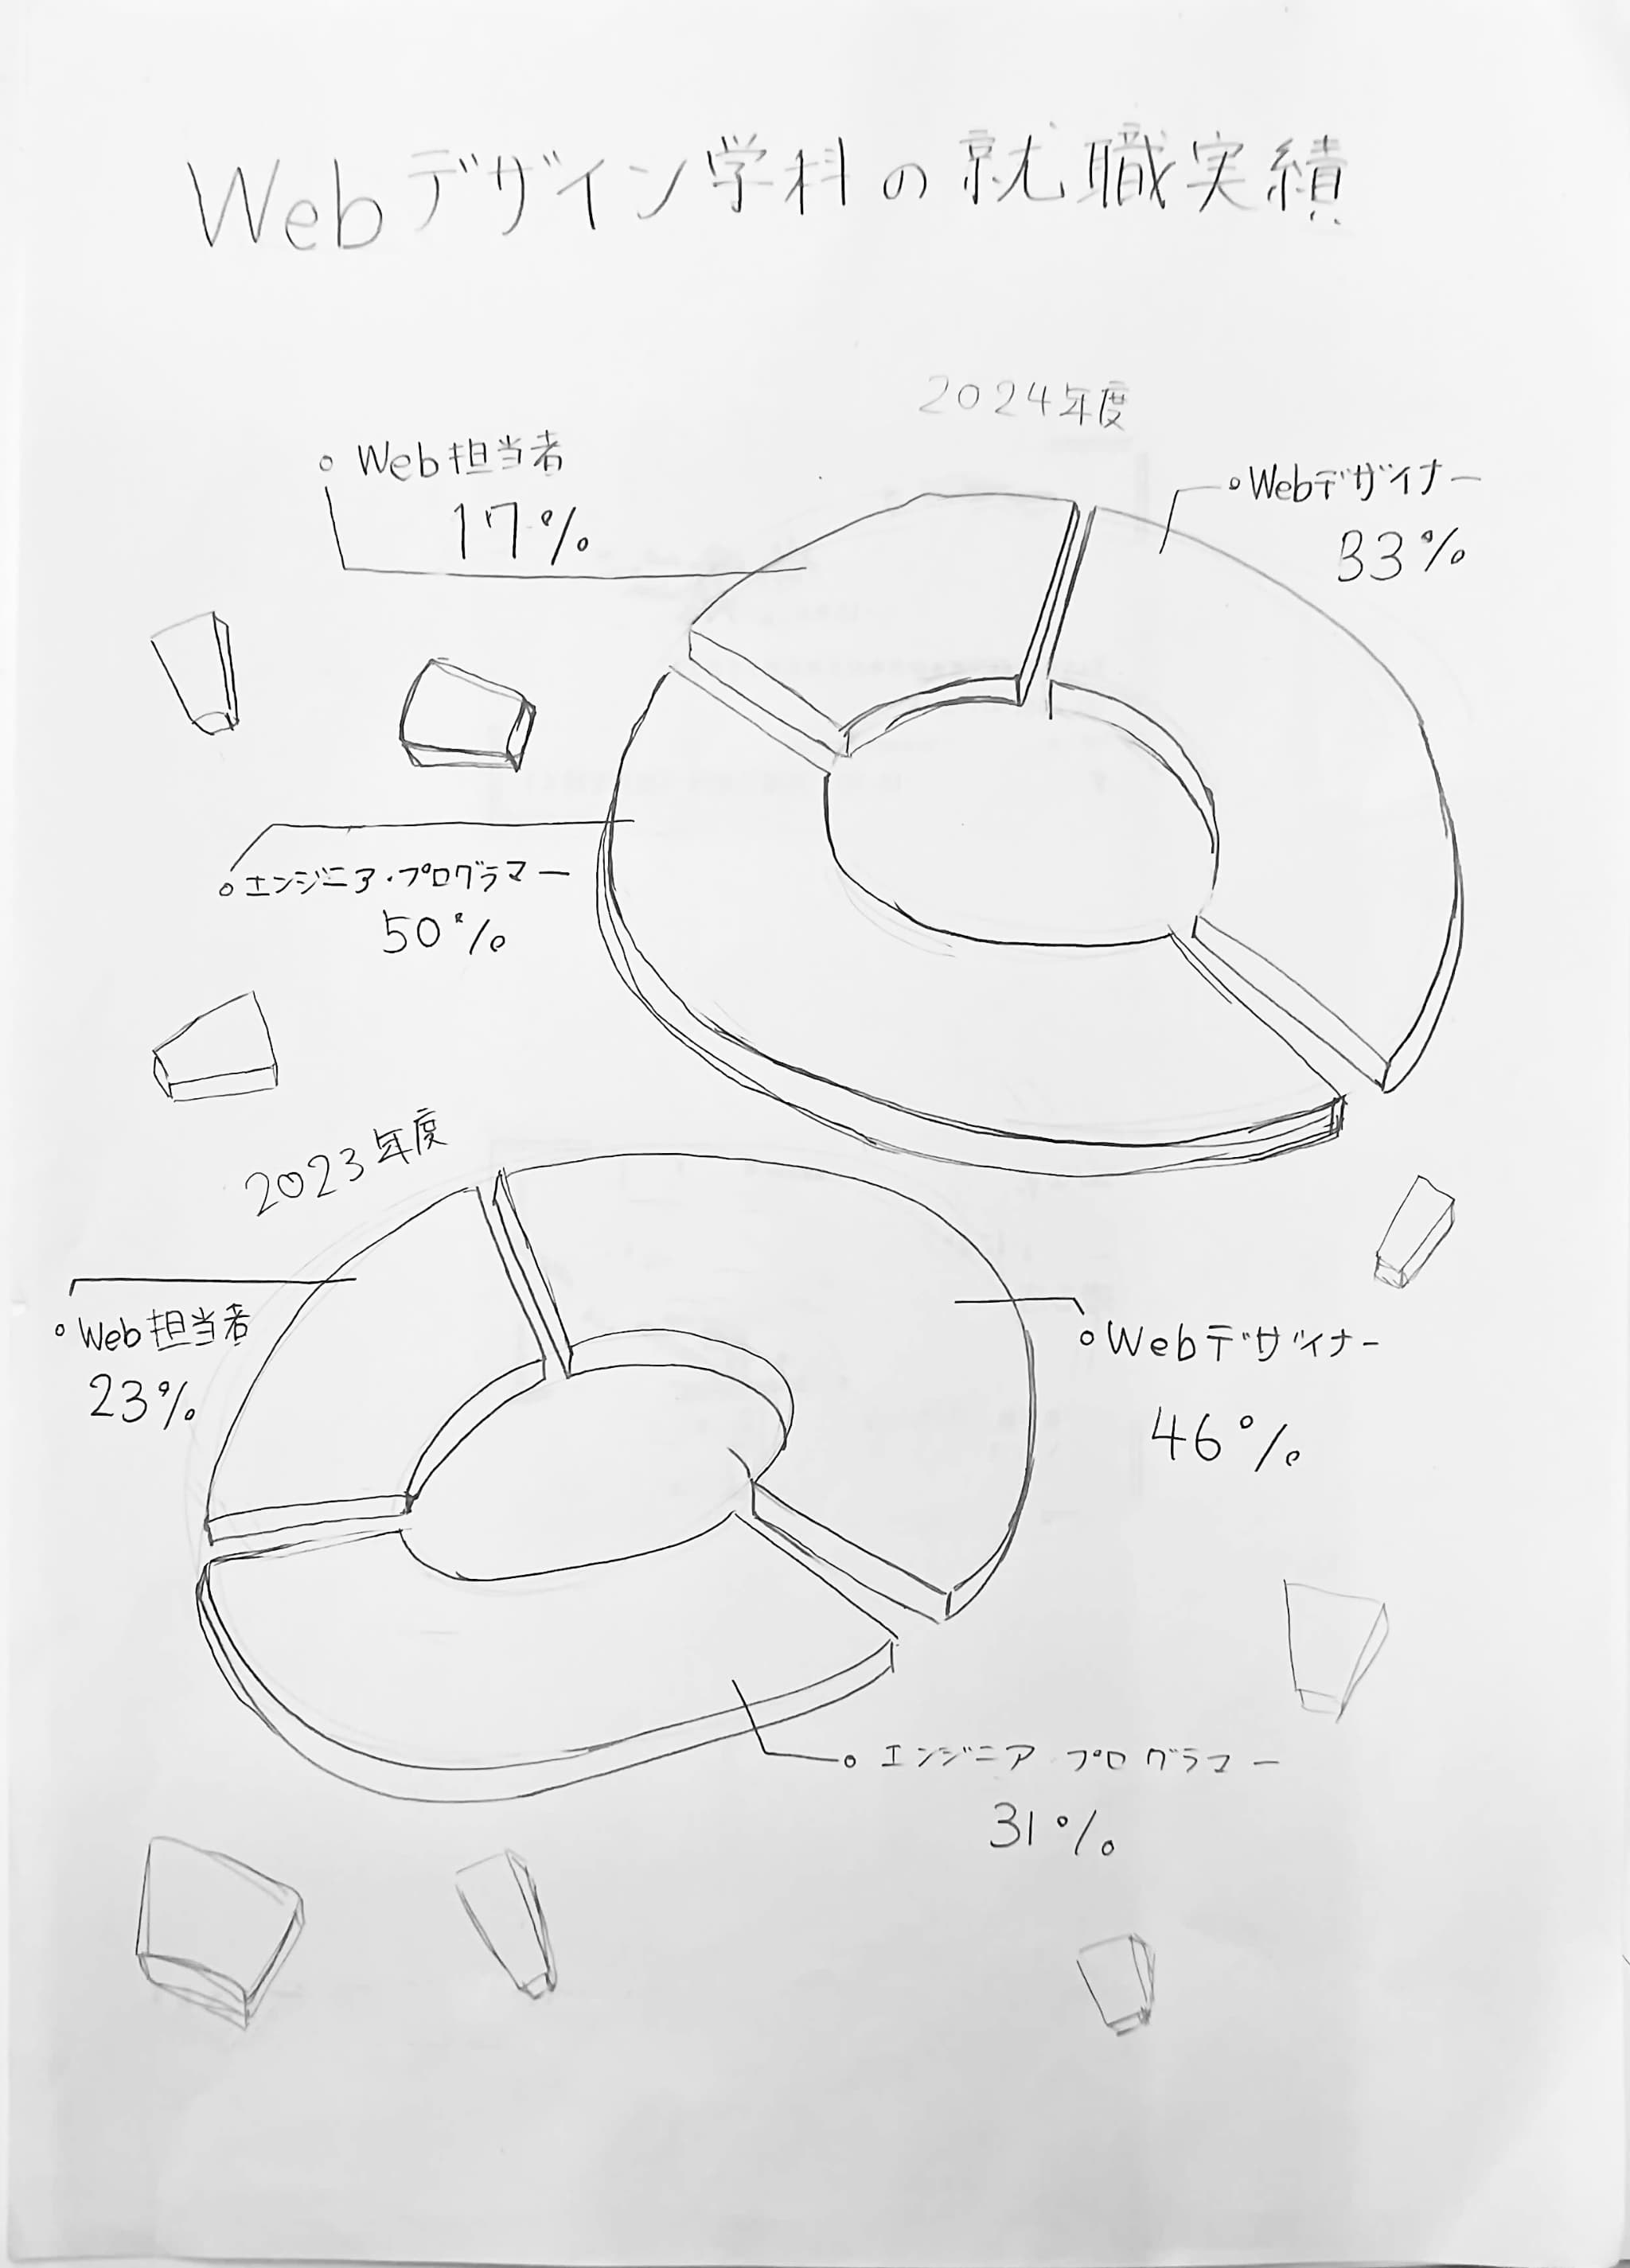 Webデザイン学科の就職実績
2024年度
Web担当者
17%
Webデザイナー
33%
エンジニア・プログラマー
50%
2023年度
Web担当者
23%
Webデザイナー
46%
エンジニア プログラマー
31%